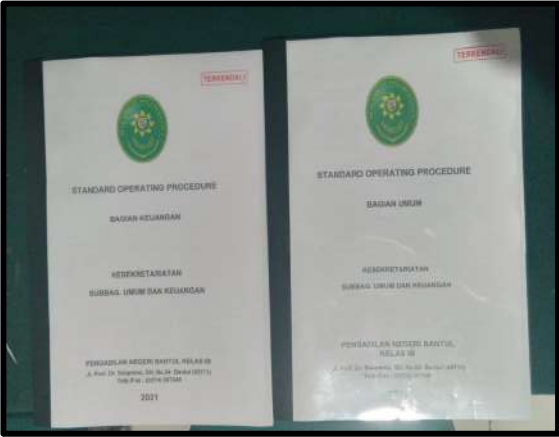 TERKENDALI
STANDARD OPERATING PROCEDURE
BAGIAN KEUANGAN
KESEKRETARIATAN
SUBBAG. UMUM DAN KEUANGAN
PENGADILAN NEGERI BANTUL KELAS IB
2021
TERKENDALI
STANDARD OPERATING PROCEDURE
BAGIAN UMUM
KESEKRETARIATAN
SUBBAG. UMUM DAN KEUANGAN
PENGADILAN NEGERI BANTUL
KELAS IB